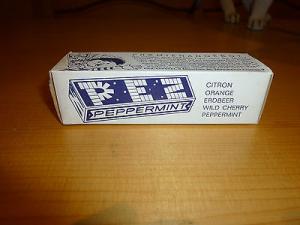 PEZ
PEPPERMINT
CITRON
ORANGE
ERDBEER
WILD CHERRY
PEPPERMINT